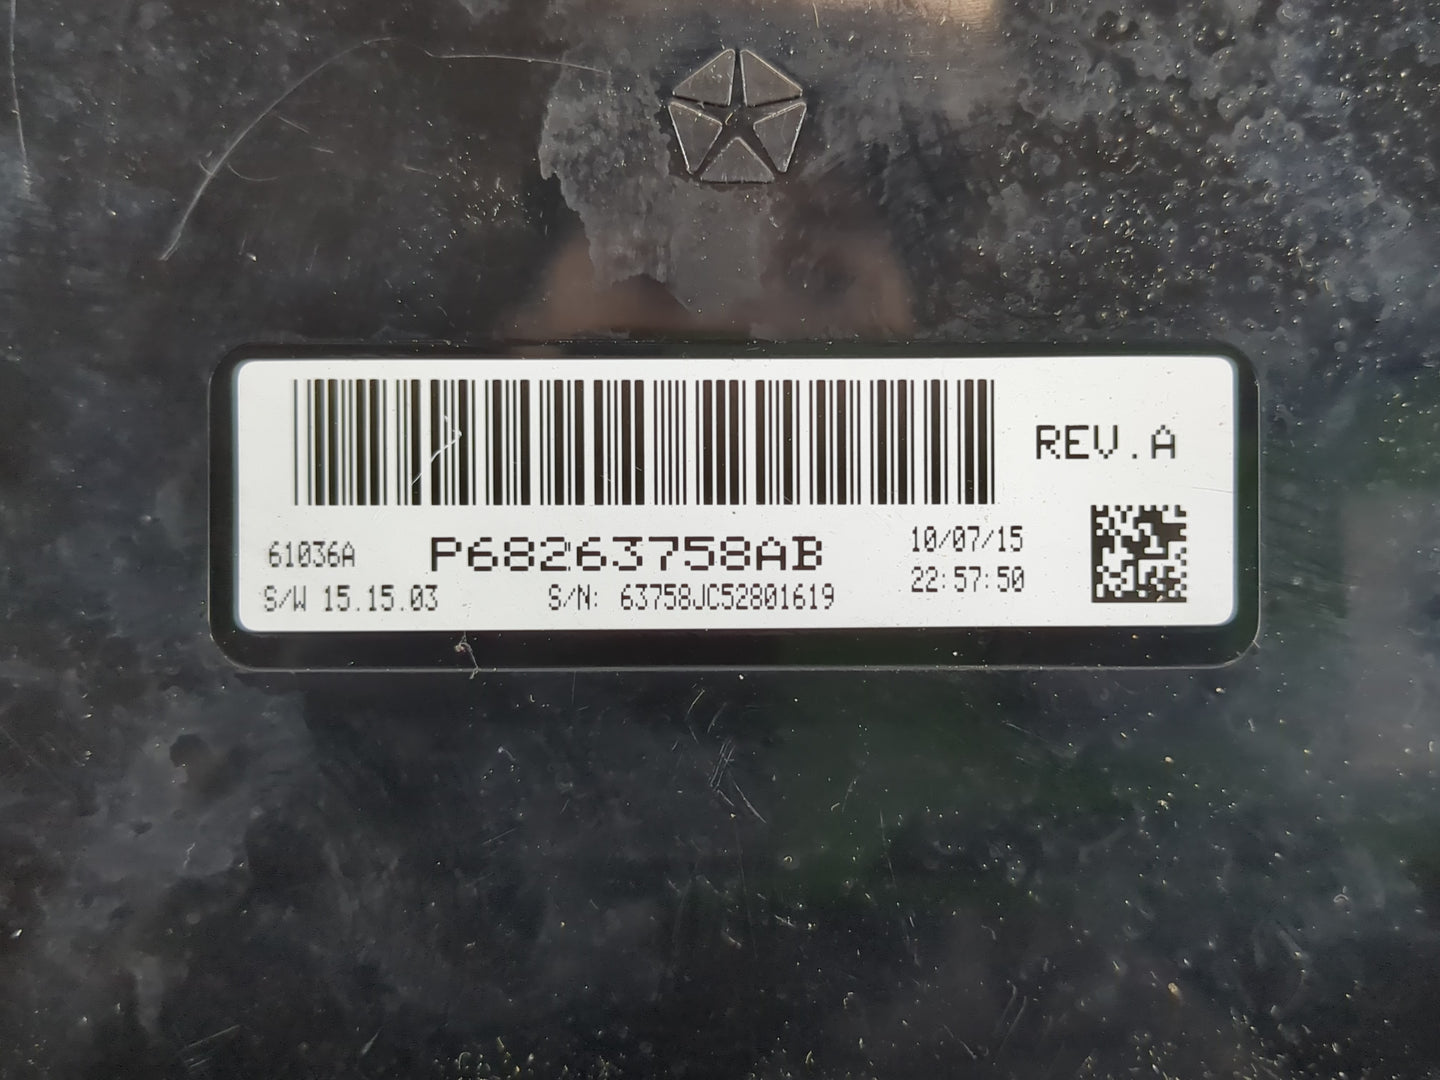 REV.A
61036A P68263758AB 10/07/15
S/W 15.15.03 S/N: 63758JC52801619 22:57:50